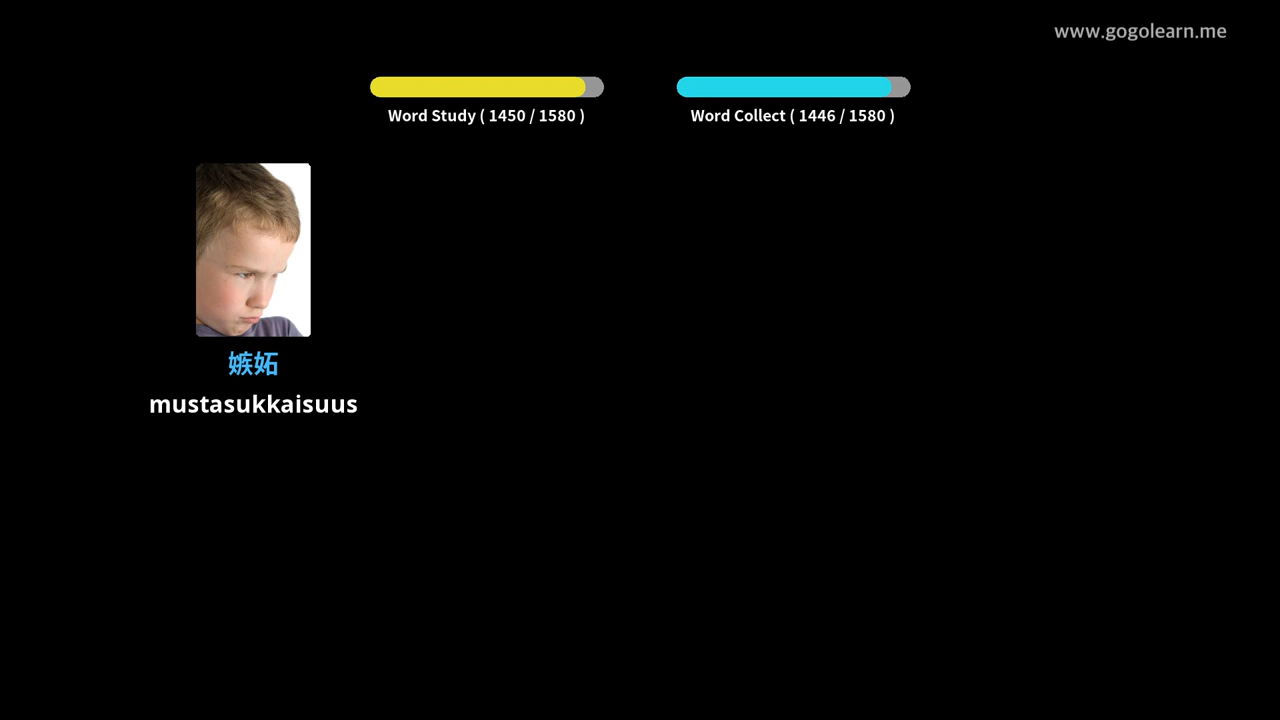 www.gogolearn.me
Word Study ( 1450 / 1580 )
Word Collect ( 1446 / 1580 )
嫉妬
mustasukkaisuus